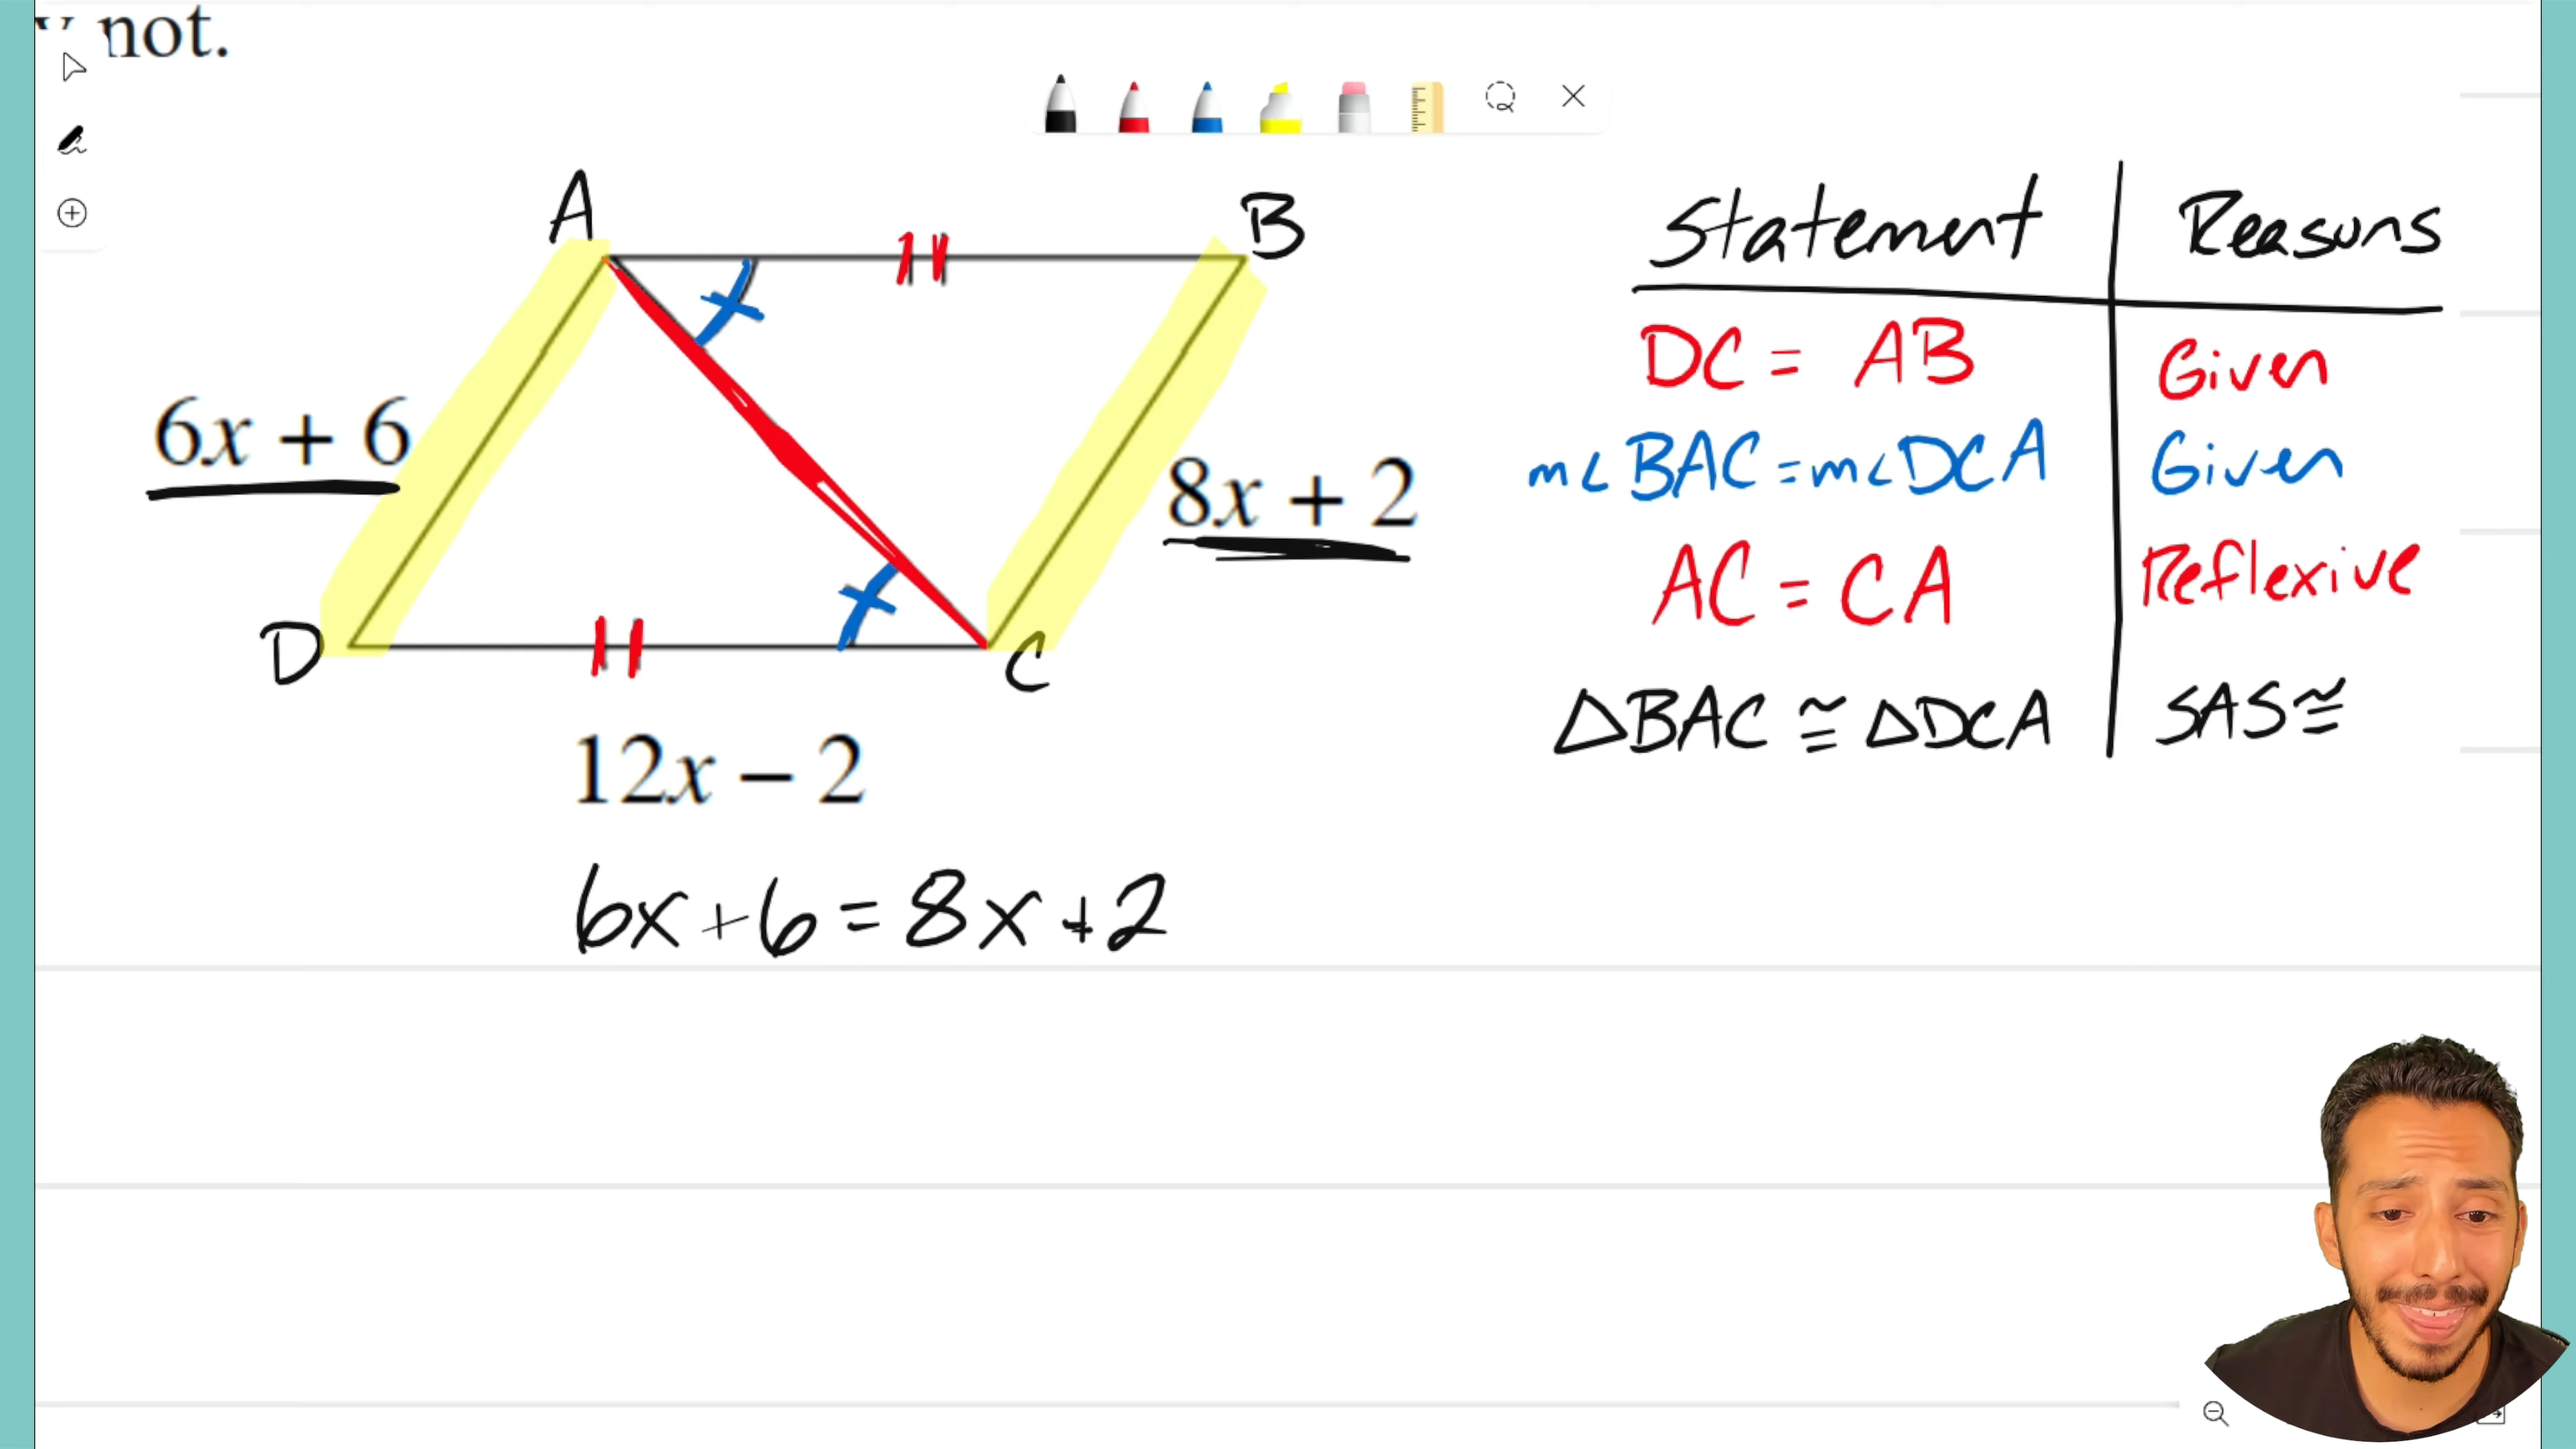 not.
A
B
6x + 6
8x + 2
D
C
12x − 2
6x + 6 = 8x + 2
Statement Reasons
DC = AB Given
m∠BAC = m∠DCA Given
AC = CA Reflexive
△BAC ≅ △DCA SAS≅